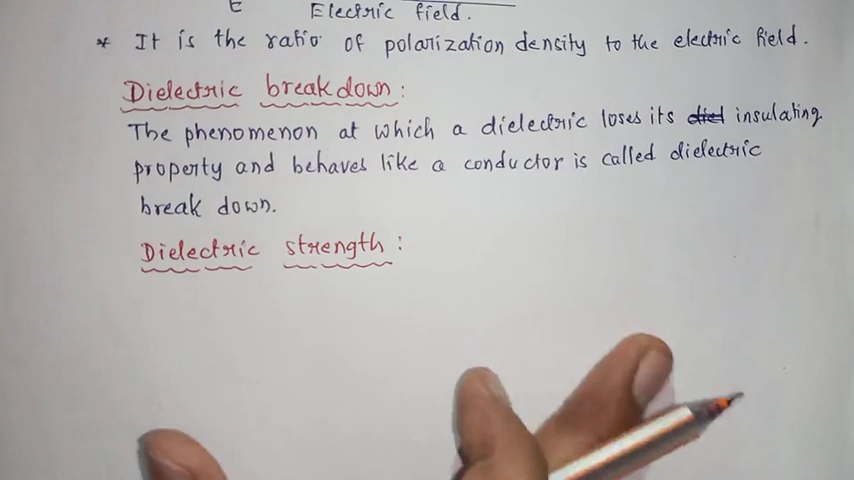 E Electric field.
* It is the ratio of polarization density to the electric field.
Dielectric breakdown:
The phenomenon at which a dielectric loses its insulating
property and behaves like a conductor is called dielectric
break down.
Dielectric strength: